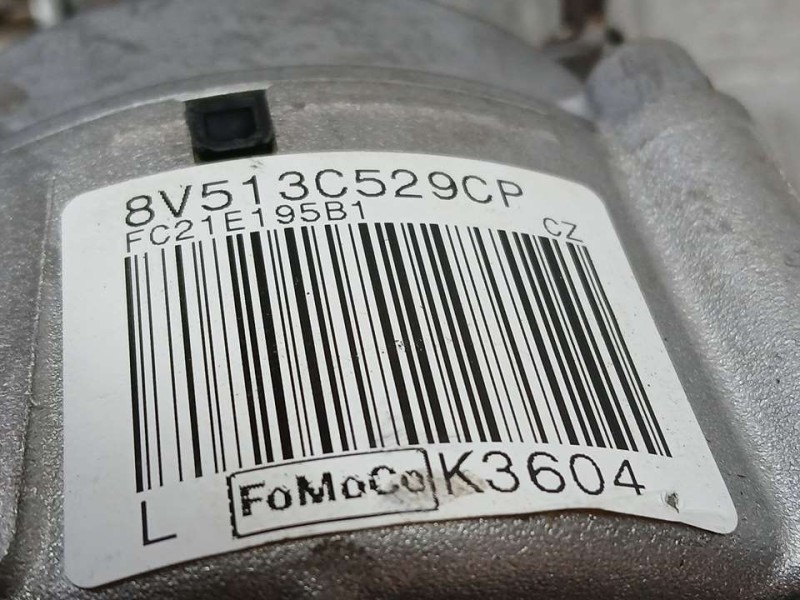 8V513C529CP
FC21E195B1
CZ
L FoMoCo K3604